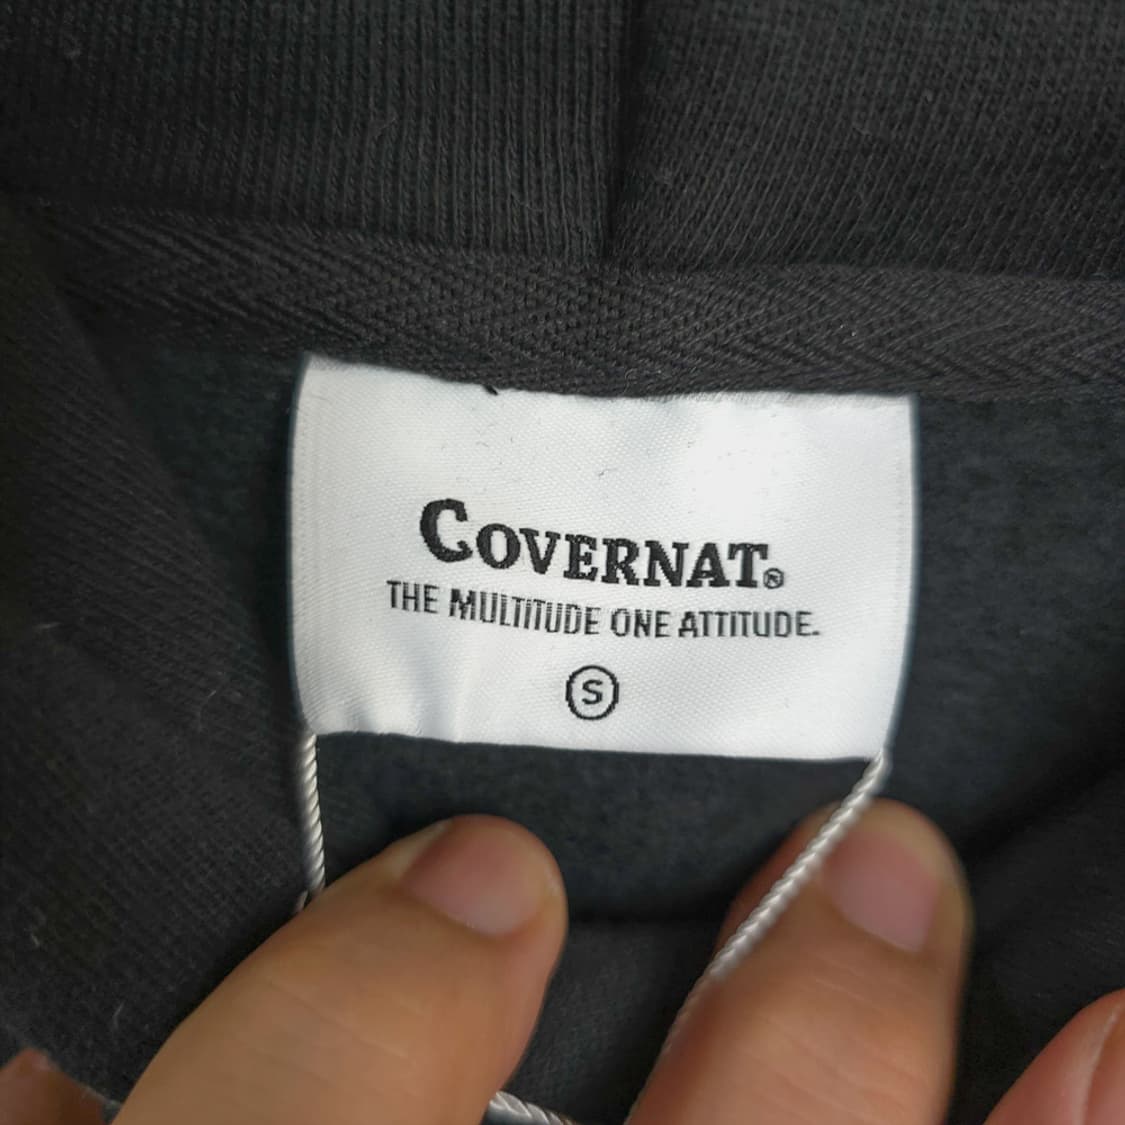 COVERNAT®
THE MULTITUDE ONE ATTITUDE.
S